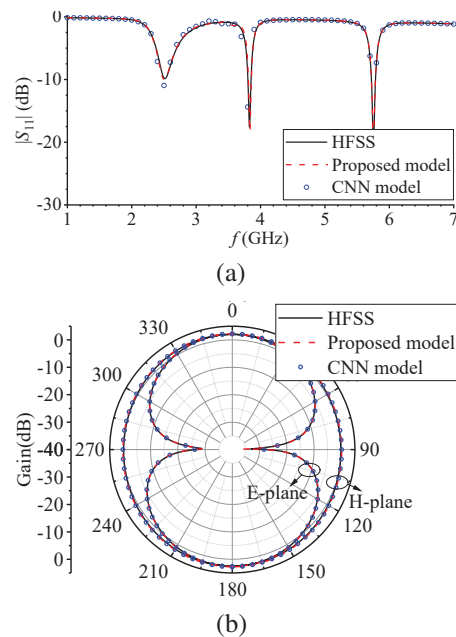 0
-10
-20
-30
|S11| (dB)
HFSS
Proposed model
CNN model
1 2 3 4 5 6 7
f (GHz)
(a)
0
330
300
270
240
210
180
150
120
90
HFSS
Proposed model
CNN model
0
-10
-20
-30
-40
-30
-20
-10
0
Gain(dB)
E-plane
H-plane
(b)